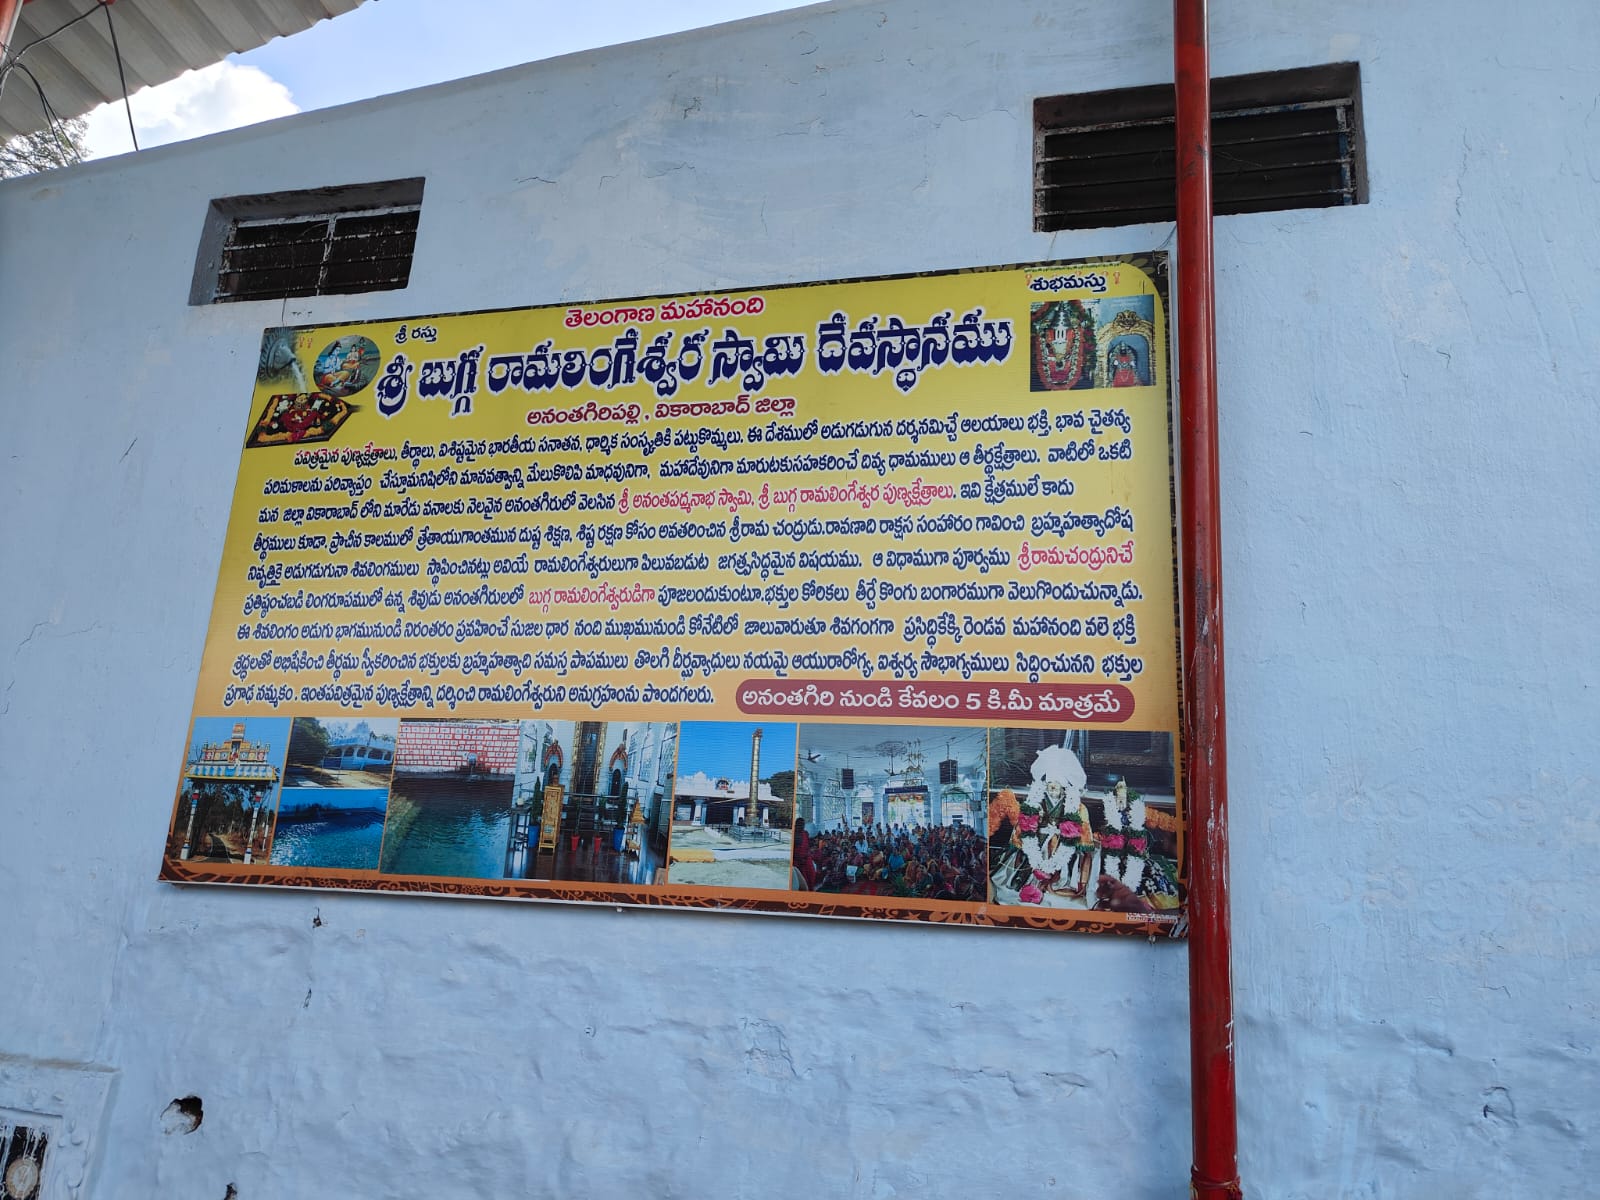 శ్రీ రస్తు
తెలంగాణ మహానంది
శుభమస్తు
శ్రీ బుగ్గ రామలింగేశ్వర స్వామి దేవస్థానము
అనంతగిరిపల్లి, వికారాబాద్ జిల్లా
పవిత్రమైన పుణ్యక్షేత్రాలు, తీర్థాలు, విశిష్టమైన భారతీయ సనాతన, ధార్మిక సంస్కృతికి పట్టుకొమ్మలు. ఈ దేశములో అడుగడుగున దర్శనమిచ్చే ఆలయాలు భక్తి, భావ చైతన్య
పరిమళాలను పరివ్యాప్తం చేస్తూమనిషిలోని మానవత్వాన్ని మేలుకొలిపి మాధవునిగా, మహాదేవునిగా మారుటకుసహకరించే దివ్య ధామములు ఆ తీర్థక్షేత్రాలు. వాటిలో ఒకటి
మన జిల్లా వికారాబాద్ లోని మారేడు వనాలకు నెలవైన అనంతగిరులో వెలసిన శ్రీ అనంతపద్మనాభ స్వామి, శ్రీ బుగ్గ రామలింగేశ్వర పుణ్యక్షేత్రాలు. ఇవి క్షేత్రములే కాదు
తీర్థములు కూడా. ప్రాచీన కాలములో త్రేతాయుగాంతమున దుష్ట శిక్షణ, శిష్ట రక్షణ కోసం అవతరించిన శ్రీరామ చంద్రుడు.రావణాది రాక్షస సంహారం గావించి బ్రహ్మహత్యాదోష
నివృత్తికై అడుగడుగునా శివలింగములు స్థాపించినట్లు అవియే రామలింగేశ్వరులుగా పిలువబడుట జగత్ప్రసిద్ధమైన విషయము. ఆ విధాముగా పూర్వము శ్రీరామచంద్రునిచే
ప్రతిష్ఠించబడి లింగరూపములో ఉన్న శివుడు అనంతగిరులలో బుగ్గ రామలింగేశ్వరుడిగా పూజలందుకుంటూ.భక్తుల కోరికలు తీర్చే కొంగు బంగారముగా వెలుగొందుచున్నాడు.
ఈ శివలింగం అడుగు భాగమునుండి నిరంతరం ప్రవహించే సుజల ధార నంది ముఖమునుండి కోనేటిలో జాలువారుతూ శివగంగగా ప్రసిద్ధికెక్కి రెండవ మహానంది వలె భక్తి
శ్రద్ధలతో అభిషేకించి తీర్థము స్వీకరించిన భక్తులకు బ్రహ్మహత్యాది సమస్త పాపములు తొలగి దీర్ఘవ్యాధులు నయమై ఆయురారోగ్య, ఐశ్వర్య సౌభాగ్యములు సిద్దించునని భక్తుల
ప్రగాఢ నమ్మకం. ఇంతపవిత్రమైన పుణ్యక్షేత్రాన్ని దర్శించి రామలింగేశ్వరుని అనుగ్రహంను పొందగలరు.
అనంతగిరి నుండి కేవలం 5 కి.మీ మాత్రమే